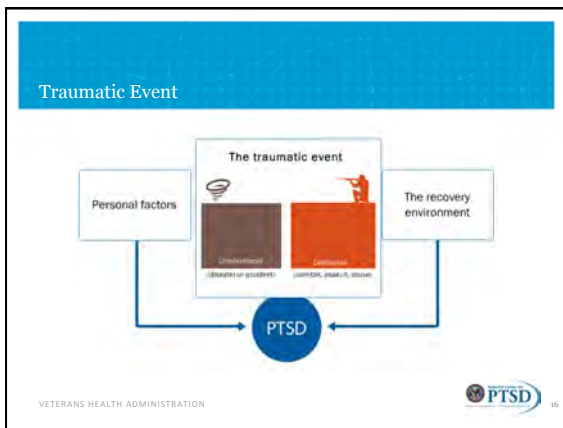 Traumatic Event
The traumatic event
Personal factors
The recovery
environment
Unintentional
(disaster or accident)
(combat, assault, abuse)
PTSD
VETERANS HEALTH ADMINISTRATION
PTSD
16